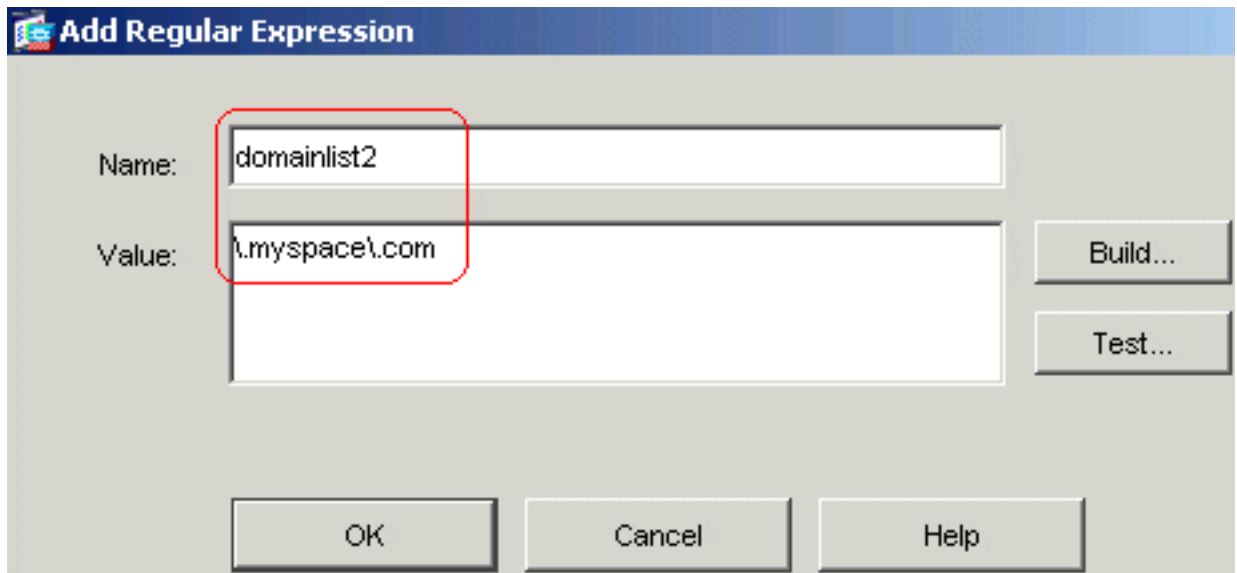 Add Regular Expression
Name:
domainlist2
Value:
\.myspace\.com
Build...
Test...
OK
Cancel
Help